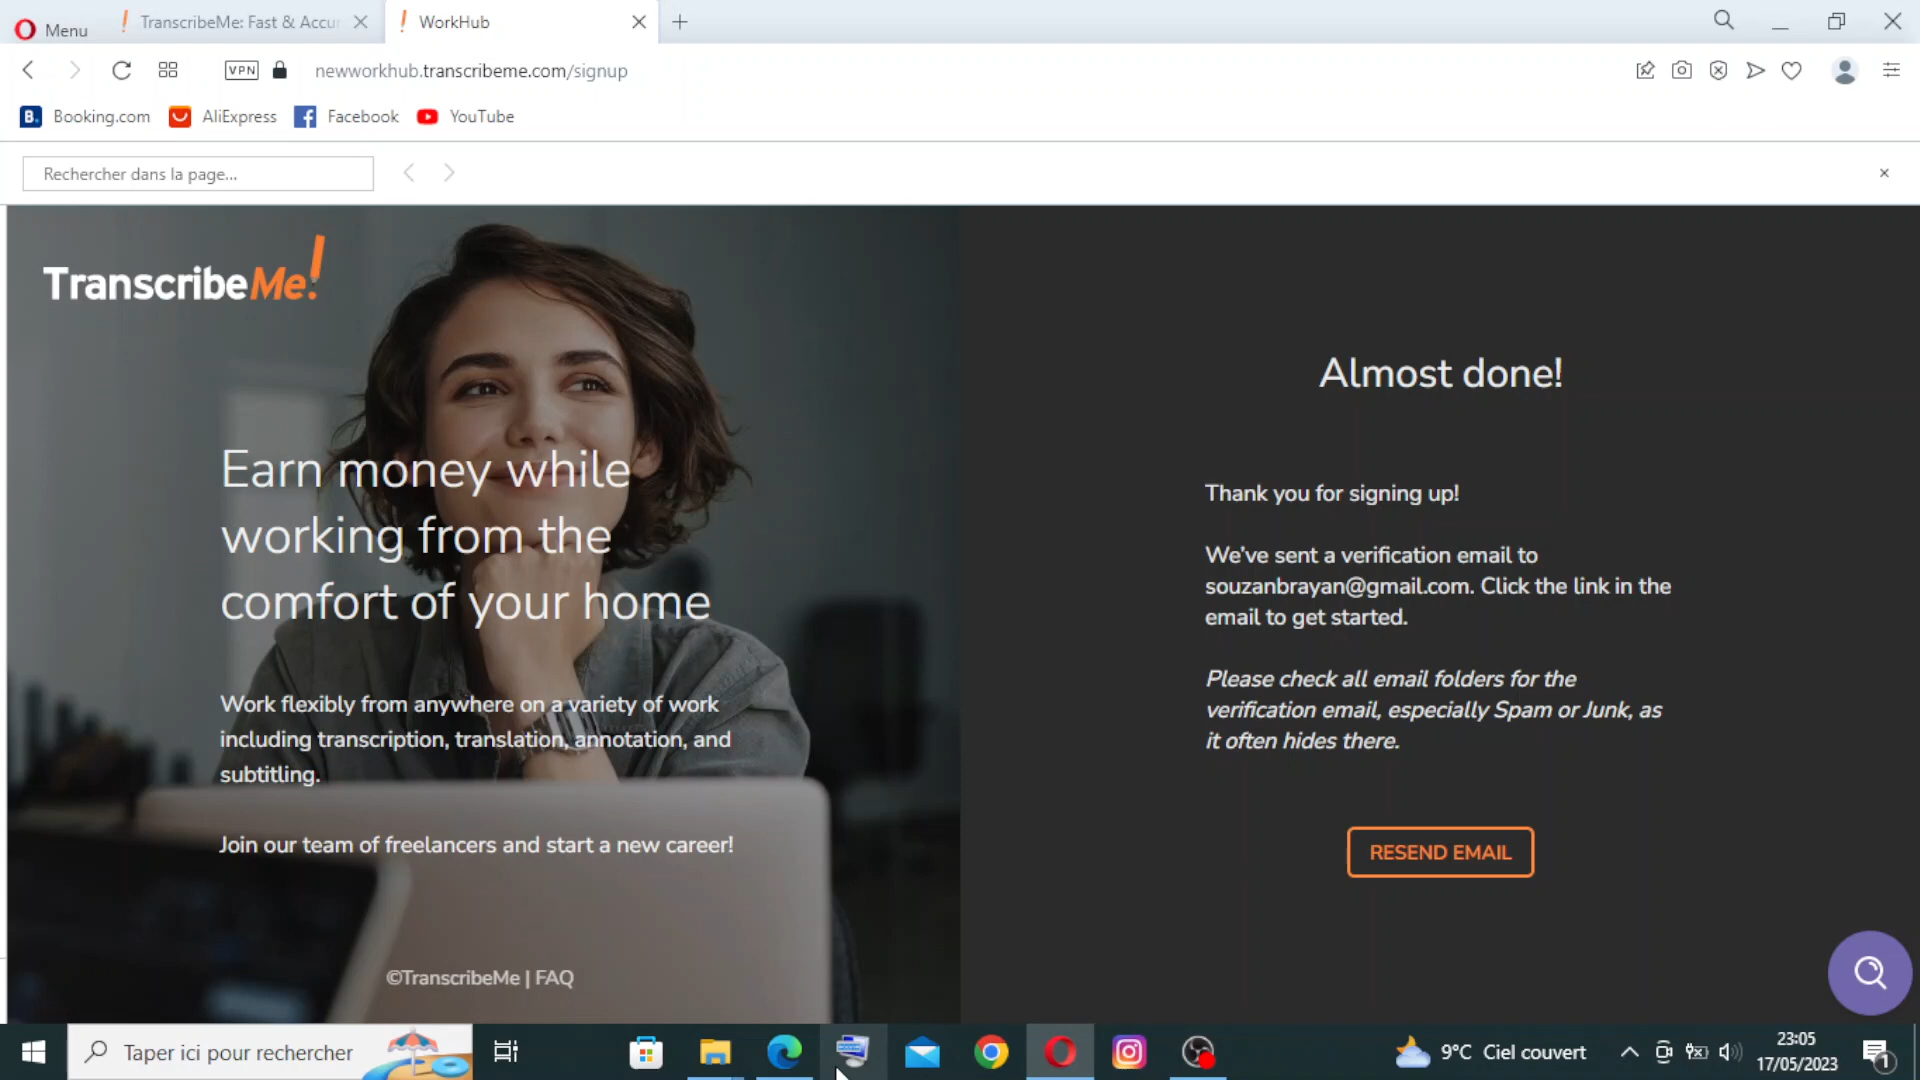 Menu
TranscribeMe: Fast & Accu
WorkHub
VPN
newworkhub.transcribeme.com/signup
B.
Booking.com
AliExpress
Facebook
YouTube
Rechercher dans la page...
TranscribeMe!
Earn money while
working from the
comfort of your home
Work flexibly from anywhere on a variety of work
including transcription, translation, annotation, and
subtitling.
Join our team of freelancers and start a new career!
©TranscribeMe | FAQ
Almost done!
Thank you for signing up!
We've sent a verification email to
souzanbrayan@gmail.com. Click the link in the
email to get started.
Please check all email folders for the
verification email, especially Spam or Junk, as
it often hides there.
RESEND EMAIL
Taper ici pour rechercher
9°C Ciel couvert
23:05
17/05/2023
1